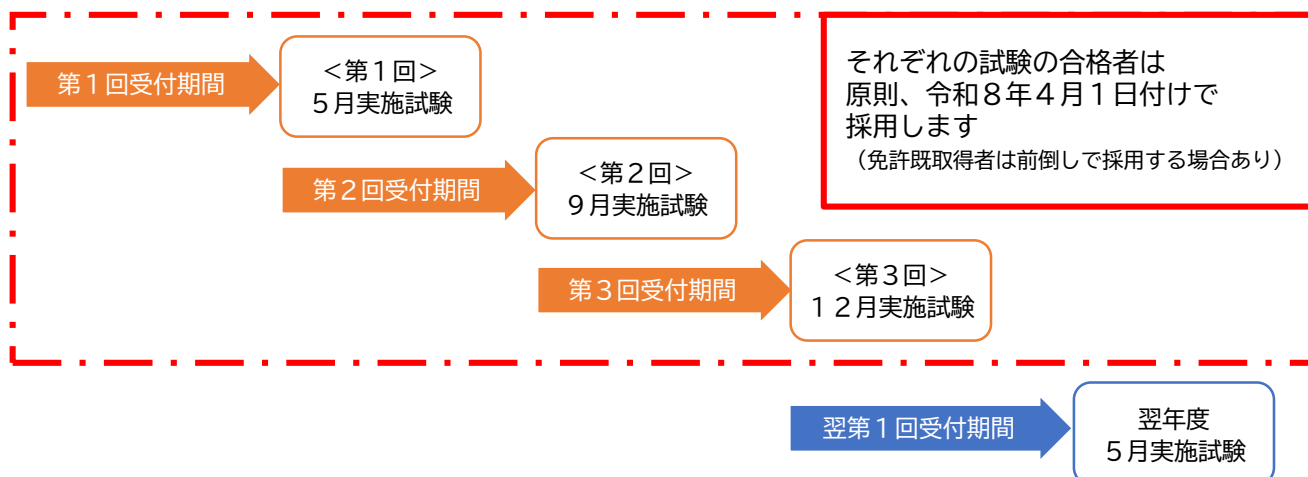 第１回受付期間
＜第１回＞
５月実施試験
それぞれの試験の合格者は
原則、令和８年４月１日付けで
採用します
（免許既取得者は前倒しで採用する場合あり）
第２回受付期間
＜第２回＞
９月実施試験
第３回受付期間
＜第３回＞
１２月実施試験
翌第１回受付期間
翌年度
５月実施試験